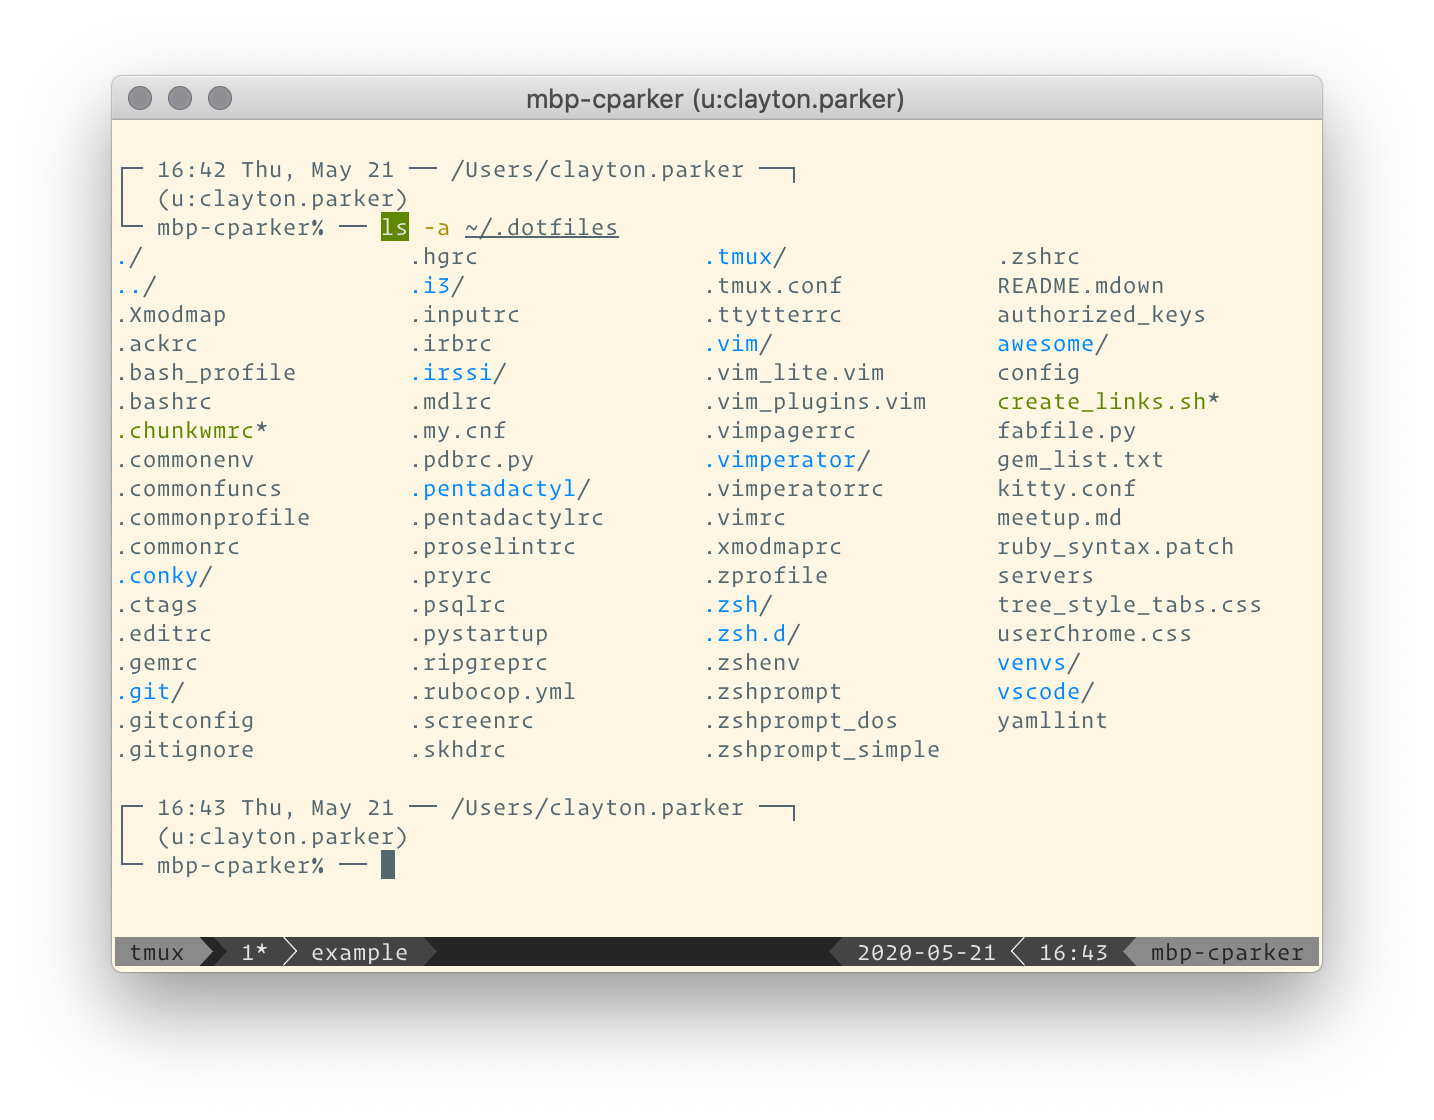 mbp-cparker (u:clayton.parker)
16:42 Thu, May 21 — /Users/clayton.parker
(u:clayton.parker)
mbp-cparker% — ls -a ~/.dotfiles
./ .hgrc .tmux/ .zshrc
../ .i3/ .tmux.conf README.mdown
.Xmodmap .inputrc .ttytterrc authorized_keys
.ackrc .irbrc .vim/ awesome/
.bash_profile .irssi/ .vim_lite.vim config
.bashrc .mdlrc .vim_plugins.vim create_links.sh*
.chunkwmrc* .my.cnf .vimpagerrc fabfile.py
.commonenv .pdbrc.py .vimperator/ gem_list.txt
.commonfuncs .pentadactyl/ .vimperatorrc kitty.conf
.commonprofile .pentadactylrc .vimrc meetup.md
.commonrc .proselintrc .xmodmaprc ruby_syntax.patch
.conky/ .pryrc .zprofile servers
.ctags .psqlrc .zsh/ tree_style_tabs.css
.editrc .pystartup .zsh.d/ userChrome.css
.gemrc .ripgreprc .zshenv venvs/
.git/ .rubocop.yml .zshprompt vscode/
.gitconfig .screenrc .zshprompt_dos yamllint
.gitignore .skhdrc .zshprompt_simple
16:43 Thu, May 21 — /Users/clayton.parker
(u:clayton.parker)
mbp-cparker% —
tmux 1* example 2020-05-21 16:43 mbp-cparker